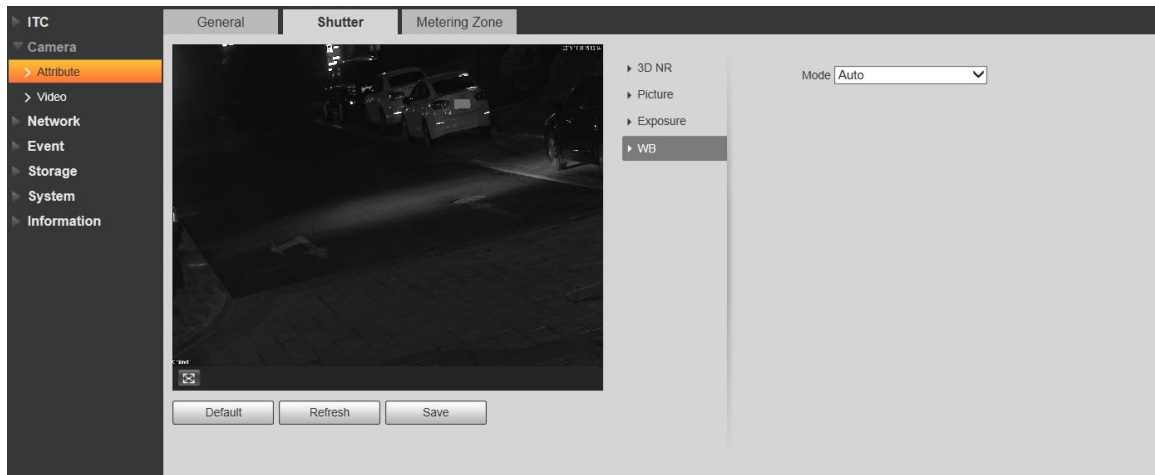 ITC
Camera
Attribute
Video
Network
Event
Storage
System
Information
General
Shutter
Metering Zone
3D NR
Picture
Exposure
WB
Mode Auto
Default
Refresh
Save